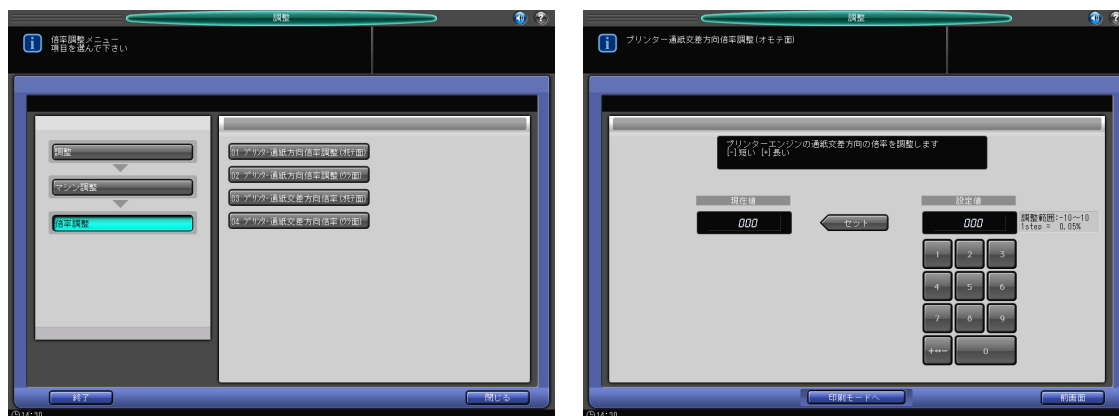 調整
倍率調整メニュー
項目を選んで下さい
調整
マシン調整
倍率調整
01 プリンター通紙方向倍率調整(オモテ面)
02 プリンター通紙方向倍率調整(ウラ面)
03 プリンター通紙交差方向倍率(オモテ面)
04 プリンター通紙交差方向倍率(ウラ面)
終了
閉じる
14:30
調整
プリンター通紙交差方向倍率調整(オモテ面)
プリンターエンジンの通紙交差方向の倍率を調整します
[-]短い [+]長い
現在値
設定値
000
セット
000
調整範囲:-10～10
1step = 0.05%
1 2 3
4 5 6
7 8 9
+↔- 0
印刷モードへ
前画面
14:30